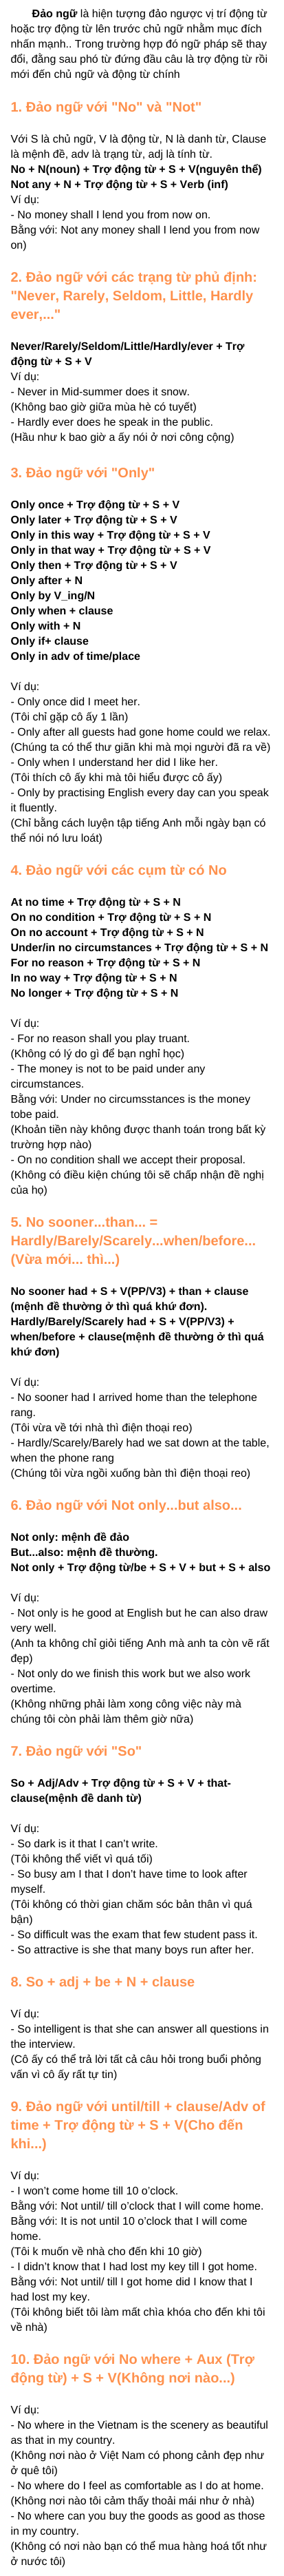 Đảo ngữ là hiện tượng đảo ngược vị trí động từ
hoặc trợ động từ lên trước chủ ngữ nhằm mục đích
nhấn mạnh.. Trong trường hợp đó ngữ pháp sẽ thay
đổi, đằng sau phó từ đứng đầu câu là trợ động từ rồi
mới đến chủ ngữ và động từ chính
1. Đảo ngữ với "No" và "Not"
Với S là chủ ngữ, V là động từ, N là danh từ, Clause
là mệnh đề, adv là trạng từ, adj là tính từ.
No + N(noun) + Trợ động từ + S + V(nguyên thể)
Not any + N + Trợ động từ + S + Verb (inf)
Ví dụ:
- No money shall I lend you from now on.
Bằng với: Not any money shall I lend you from now
on)
2. Đảo ngữ với các trạng từ phủ định:
"Never, Rarely, Seldom, Little, Hardly
ever,..."
Never/Rarely/Seldom/Little/Hardly/ever + Trợ
động từ + S + V
Ví dụ:
- Never in Mid-summer does it snow.
(Không bao giờ giữa mùa hè có tuyết)
- Hardly ever does he speak in the public.
(Hầu như k bao giờ a ấy nói ở nơi công cộng)
3. Đảo ngữ với "Only"
Only once + Trợ động từ + S + V
Only later + Trợ động từ + S + V
Only in this way + Trợ động từ + S + V
Only in that way + Trợ động từ + S + V
Only then + Trợ động từ + S + V
Only after + N
Only by V_ing/N
Only when + clause
Only with + N
Only if+ clause
Only in adv of time/place
Ví dụ:
- Only once did I meet her.
(Tôi chỉ gặp cô ấy 1 lần)
- Only after all guests had gone home could we relax.
(Chúng ta có thể thư giãn khi mà mọi người đã ra về)
- Only when I understand her did I like her.
(Tôi thích cô ấy khi mà tôi hiểu được cô ấy)
- Only by practising English every day can you speak
it fluently.
(Chỉ bằng cách luyện tập tiếng Anh mỗi ngày bạn có
thể nói nó lưu loát)
4. Đảo ngữ với các cụm từ có No
At no time + Trợ động từ + S + N
On no condition + Trợ động từ + S + N
On no account + Trợ động từ + S + N
Under/in no circumstances + Trợ động từ + S + N
For no reason + Trợ động từ + S + N
In no way + Trợ động từ + S + N
No longer + Trợ động từ + S + N
Ví dụ:
- For no reason shall you play truant.
(Không có lý do gì để bạn nghỉ học)
- The money is not to be paid under any
circumstances.
Bằng với: Under no circumsstances is the money
tobe paid.
(Khoản tiền này không được thanh toán trong bất kỳ
trường hợp nào)
- On no condition shall we accept their proposal.
(Không có điều kiện chúng tôi sẽ chấp nhận đề nghị
của họ)
5. No sooner...than... =
Hardly/Barely/Scarely...when/before...
(Vừa mới... thì...)
No sooner had + S + V(PP/V3) + than + clause
(mệnh đề thường ở thì quá khứ đơn).
Hardly/Barely/Scarely had + S + V(PP/V3) +
when/before + clause(mệnh đề thường ở thì quá
khứ đơn)
Ví dụ:
- No sooner had I arrived home than the telephone
rang.
(Tôi vừa về tới nhà thì điện thoại reo)
- Hardly/Scarely/Barely had we sat down at the table,
when the phone rang
(Chúng tôi vừa ngồi xuống bàn thì điện thoại reo)
6. Đảo ngữ với Not only...but also...
Not only: mệnh đề đảo
But...also: mệnh đề thường.
Not only + Trợ động từ/be + S + V + but + S + also
Ví dụ:
- Not only is he good at English but he can also draw
very well.
(Anh ta không chỉ giỏi tiếng Anh mà anh ta còn vẽ rất
đẹp)
- Not only do we finish this work but we also work
overtime.
(Không những phải làm xong công việc này mà
chúng tôi còn phải làm thêm giờ nữa)
7. Đảo ngữ với "So"
So + Adj/Adv + Trợ động từ + S + V + that-
clause(mệnh đề danh từ)
Ví dụ:
- So dark is it that I can't write.
(Tôi không thể viết vì quá tối)
- So busy am I that I don't have time to look after
myself.
(Tôi không có thời gian chăm sóc bản thân vì quá
bận)
- So difficult was the exam that few student pass it.
- So attractive is she that many boys run after her.
8. So + adj + be + N + clause
Ví dụ:
- So intelligent is that she can answer all questions in
the interview.
(Cô ấy có thể trả lời tất cả câu hỏi trong buổi phỏng
vấn vì cô ấy rất tự tin)
9. Đảo ngữ với until/till + clause/Adv of
time + Trợ động từ + S + V(Cho đến
khi...)
Ví dụ:
- I won't come home till 10 o'clock.
Bằng với: Not until/ till o'clock that I will come home.
Bằng với: It is not until 10 o'clock that I will come
home.
(Tôi k muốn về nhà cho đến khi 10 giờ)
- I didn't know that I had lost my key till I got home.
Bằng với: Not until/ till I got home did I know that I
had lost my key.
(Tôi không biết tôi làm mất chìa khóa cho đến khi tôi
về nhà)
10. Đảo ngữ với No where + Aux (Trợ
động từ) + S + V(Không nơi nào...)
Ví dụ:
- No where in the Vietnam is the scenery as beautiful
as that in my country.
(Không nơi nào ở Việt Nam có phong cảnh đẹp như
ở quê tôi)
- No where do I feel as comfortable as I do at home.
(Không nơi nào tôi cảm thấy thoải mái như ở nhà)
- No where can you buy the goods as good as those
in my country.
(Không có nơi nào bạn có thể mua hàng hoá tốt như
ở nước tôi)